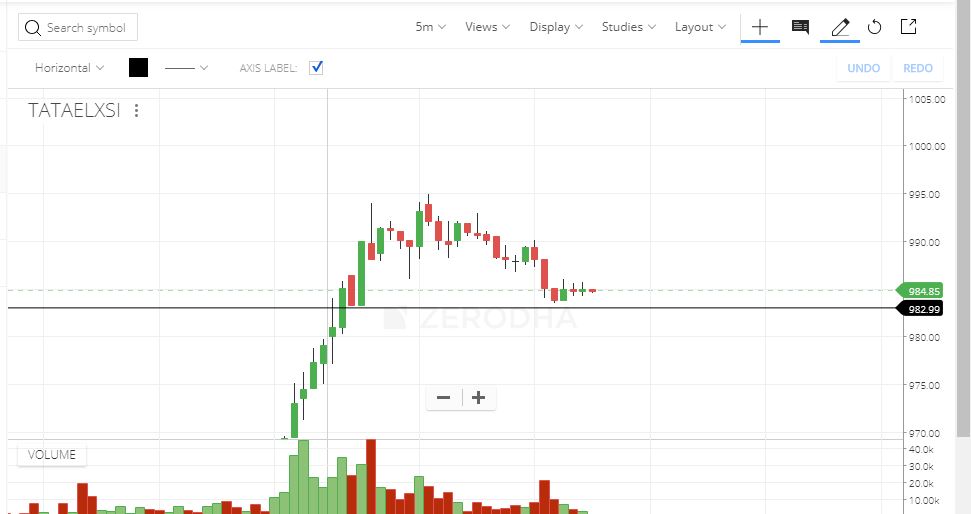 Search symbol 5m Views Display Studies Layout
Horizontal AXIS LABEL: UNDO REDO
TATAELXSI
1005.00
1000.00
995.00
990.00
984.85
982.99
ZERODHA
980.00
975.00
970.00
VOLUME
40.0k
30.0k
20.0k
10.00k